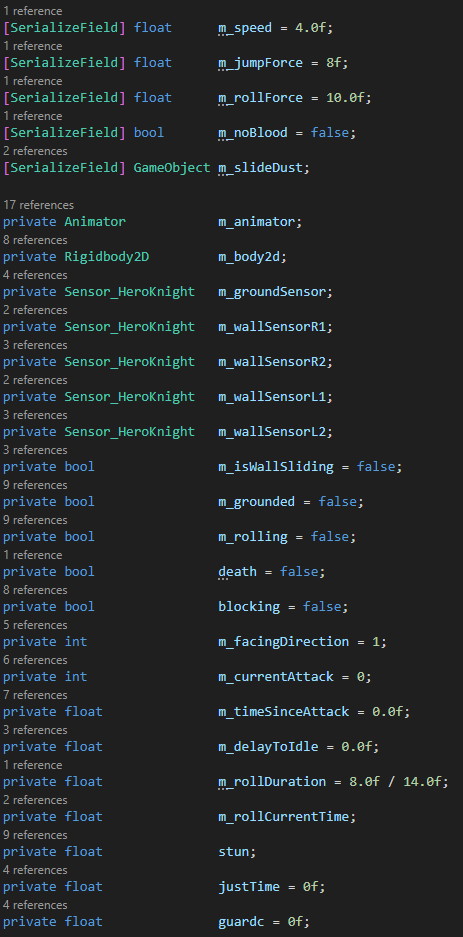 1 reference
[SerializeField] float m_speed = 4.0f;
1 reference
[SerializeField] float m_jumpForce = 8f;
1 reference
[SerializeField] float m_rollForce = 10.0f;
1 reference
[SerializeField] bool m_noBlood = false;
2 references
[SerializeField] GameObject m_slideDust;
17 references
private Animator m_animator;
8 references
private Rigidbody2D m_body2d;
4 references
private Sensor_HeroKnight m_groundSensor;
2 references
private Sensor_HeroKnight m_wallSensorR1;
3 references
private Sensor_HeroKnight m_wallSensorR2;
2 references
private Sensor_HeroKnight m_wallSensorL1;
3 references
private Sensor_HeroKnight m_wallSensorL2;
3 references
private bool m_isWallSliding = false;
9 references
private bool m_grounded = false;
9 references
private bool m_rolling = false;
1 reference
private bool death = false;
8 references
private bool blocking = false;
5 references
private int m_facingDirection = 1;
6 references
private int m_currentAttack = 0;
7 references
private float m_timeSinceAttack = 0.0f;
3 references
private float m_delayToIdle = 0.0f;
1 reference
private float m_rollDuration = 8.0f / 14.0f;
2 references
private float m_rollCurrentTime;
9 references
private float stun;
4 references
private float justTime = 0f;
4 references
private float guardc = 0f;